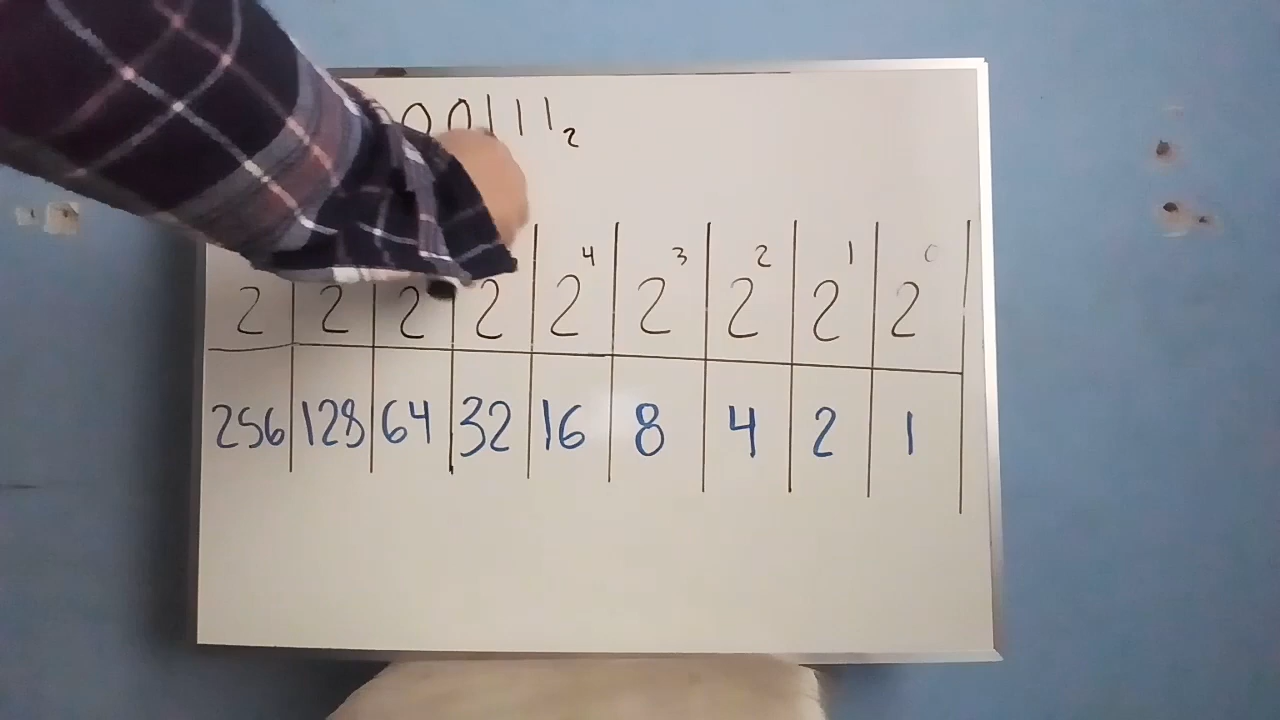 00111₂
2 2 2 2 2⁴ 2³ 2² 2¹ 2⁰
256 128 64 32 16 8 4 2 1